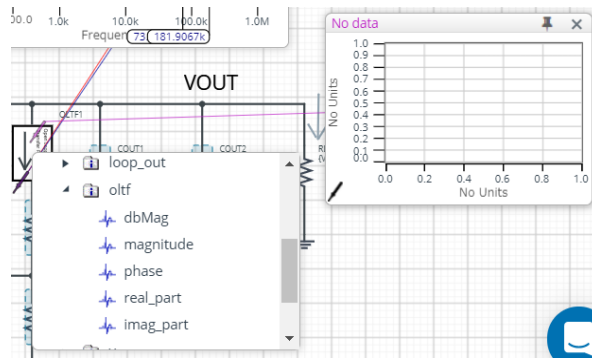 00.0 1.0k 10.0k 100.0k 1.0M
Frequen 73 181.9067k
No data
1.0
0.9
0.8
0.7
0.6
0.5
0.4
0.3
0.2
0.1
0.0
No Units
0.0 0.2 0.4 0.6 0.8 1.0
No Units
VOUT
OLTF1
COUT1
COUT2
loop_out
oltf
dbMag
magnitude
phase
real_part
imag_part